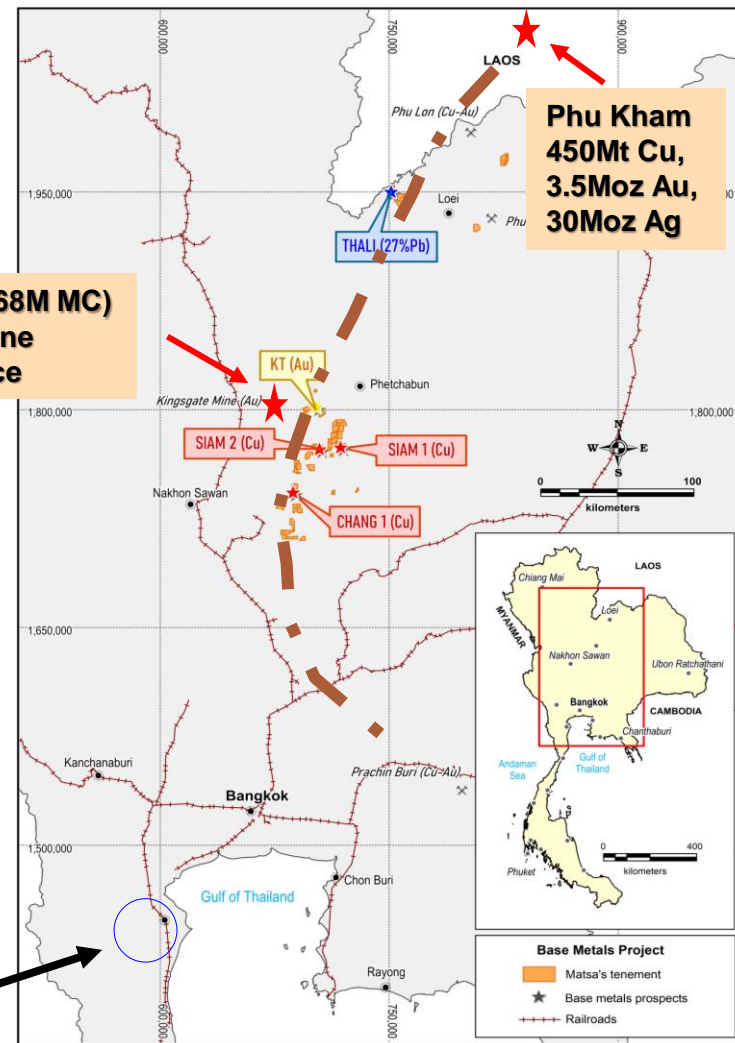 600,000
750,000
900,000
LAOS
Phu Lon (Cu-Au)
Phu Kham
450Mt Cu,
3.5Moz Au,
30Moz Ag
1,950,000
Loei
Phu
THALI (27%Pb)
68M MC)
KT (Au)
Phetchabun
Kingsgate Mine (Au)
1,800,000
1,800,000
SIAM 2 (Cu)
SIAM 1 (Cu)
N
W E
S
0 100
kilometers
Nakhon Sawan
CHANG 1 (Cu)
1,650,000
LAOS
Chiang Mai
Loei
MYANMAR
Nakhon Sawan
Ubon Ratchathani
Bangkok
CAMBODIA
Chanthaburi
Andaman
Sea
Gulf of
Thailand
Phuket
0 400
kilometers
Kanchanaburi
Prachin Buri (Cu-Au)
Bangkok
1,500,000
Chon Buri
Gulf of Thailand
Rayong
600,000
750,000
Base Metals Project
Matsa's tenement
Base metals prospects
Railroads